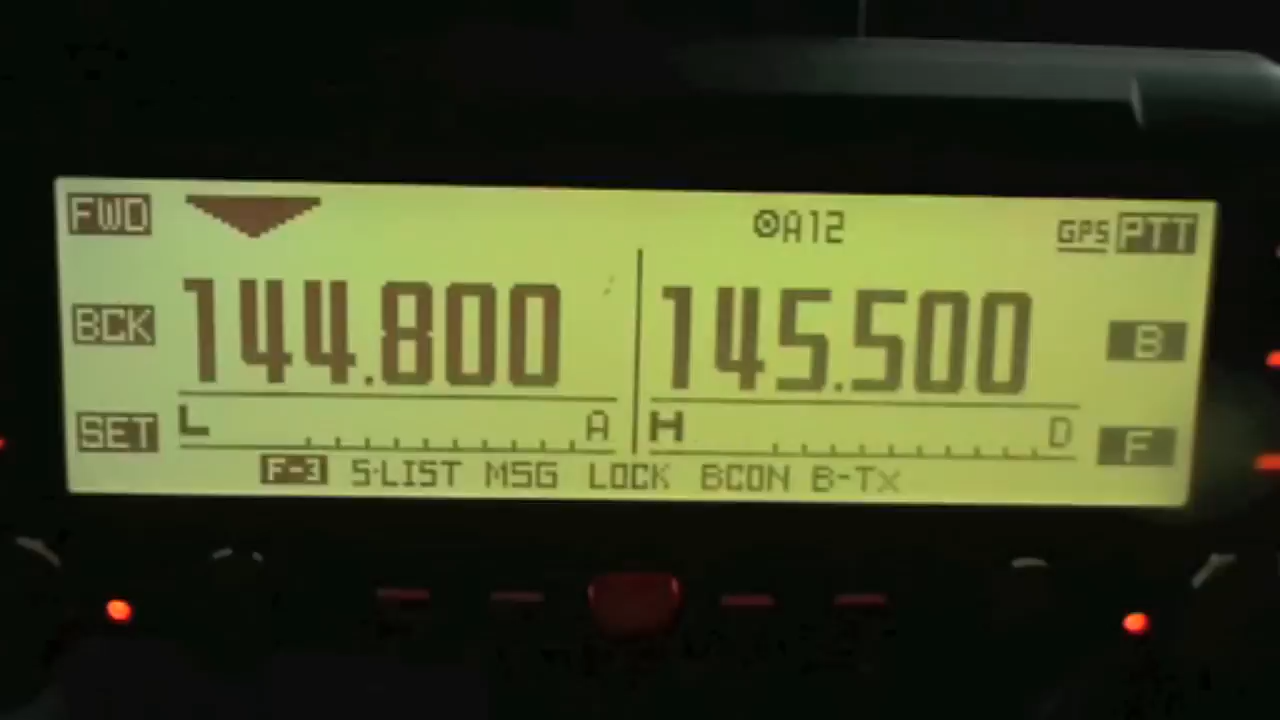 FWD ◎A12 GPS PTT
BCK 144.800 145.500 B
SET L A H D F
F-3 S·LIST MSG LOCK BCON B-TX